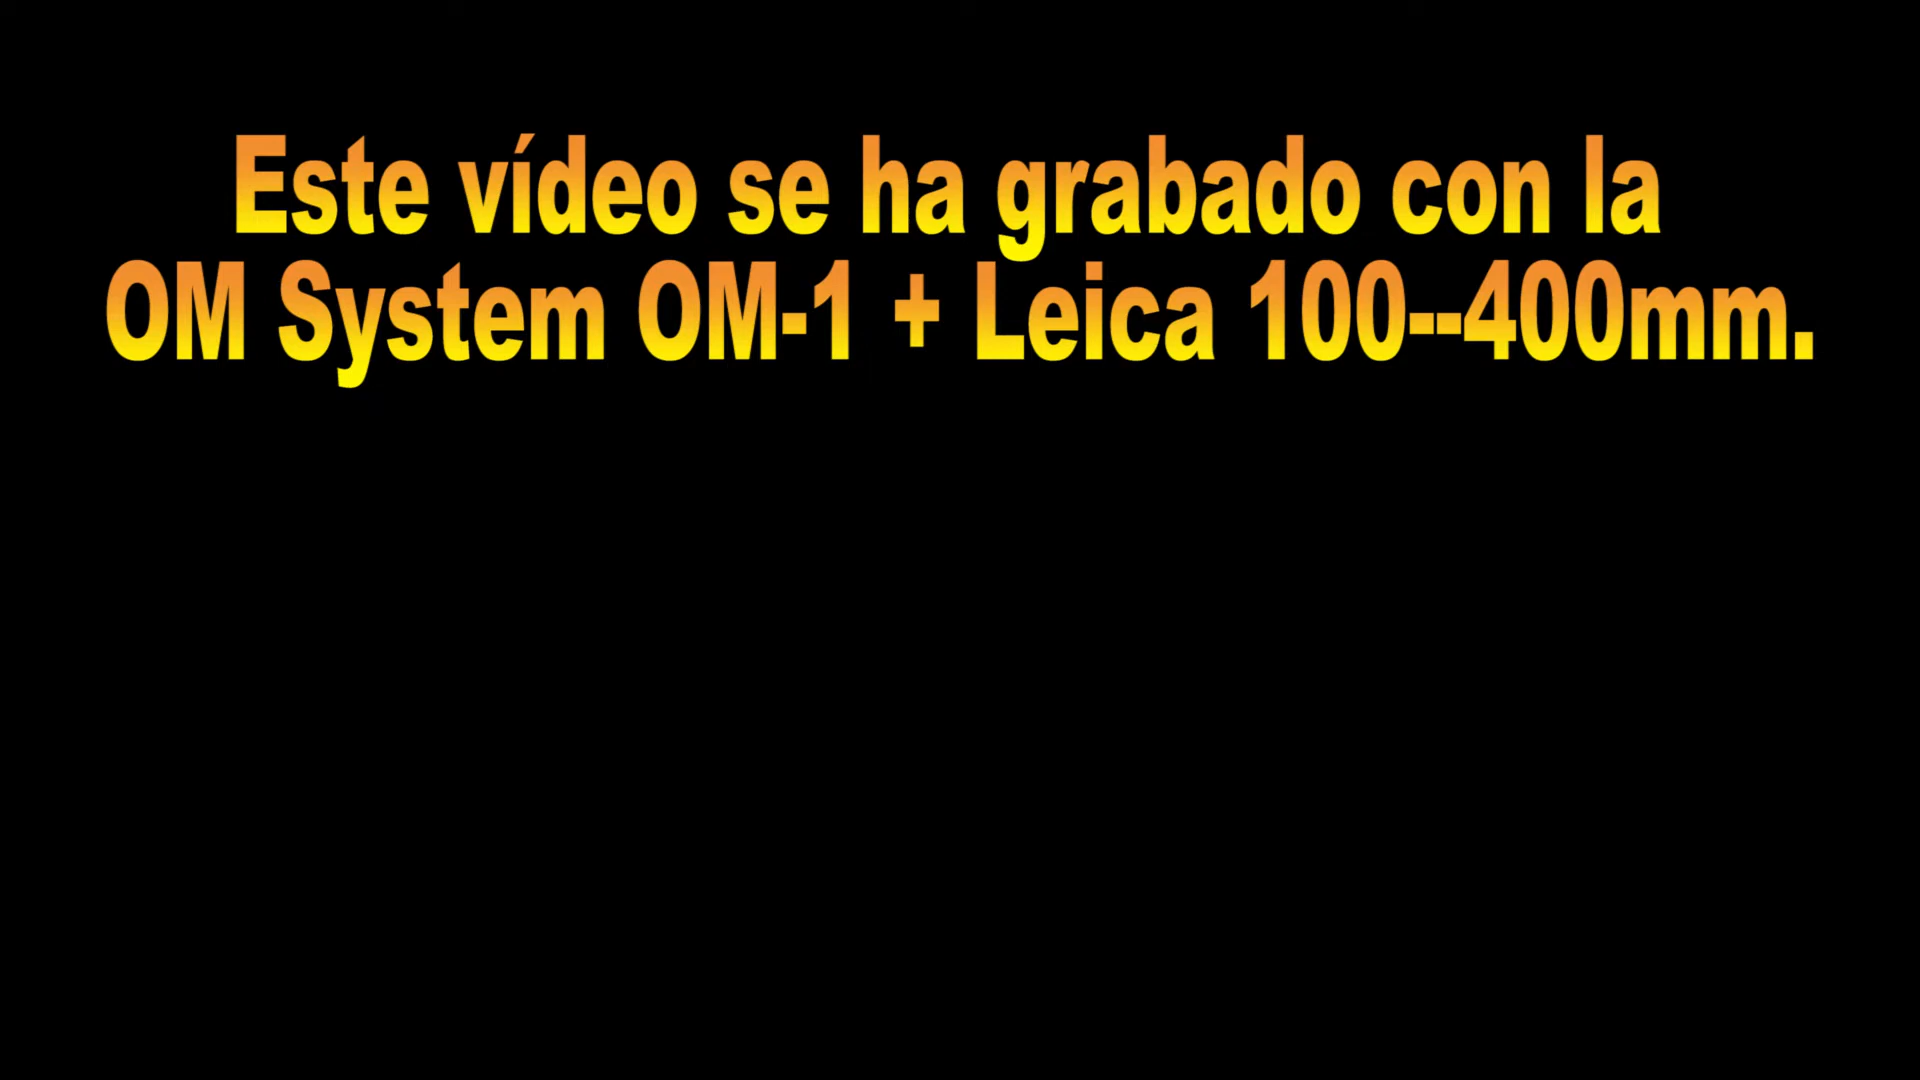 Este vídeo se ha grabado con la
OM System OM-1 + Leica 100--400mm.